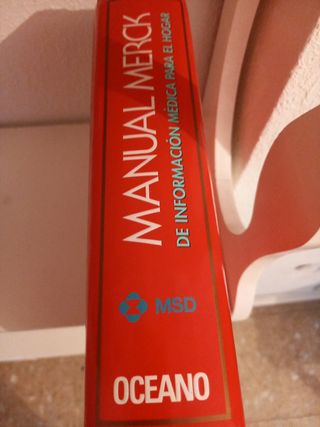 MANUAL MERCK
DE INFORMACIÓN MÉDICA PARA EL HOGAR
MSD
OCEANO